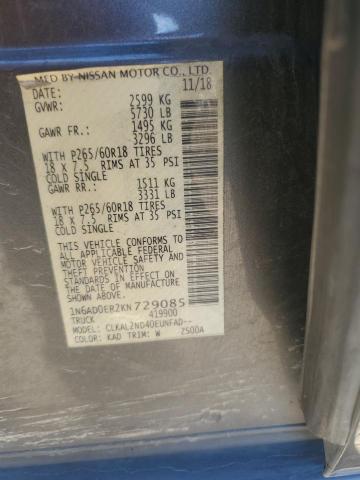 MFD BY NISSAN MOTOR CO., LTD
DATE: 11/18
GVWR: 2599 KG
5730 LB
GAWR FR.: 1495 KG
3296 LB
WITH P265/60R18 TIRES
18 X 7.5 RIMS AT 35 PSI
COLD SINGLE
GAWR RR.: 1511 KG
3331 LB
WITH P265/60R18 TIRES
18 X 7.5 RIMS AT 35 PSI
COLD SINGLE
THIS VEHICLE CONFORMS TO
ALL APPLICABLE FEDERAL
MOTOR VEHICLE SAFETY AND
THEFT PREVENTION STANDARDS
IN EFFECT ON THE DATE OF MANUFACTURE
SHOWN ABOVE.
1N6AD0ER2KN729085
TRUCK 419900
MODEL: CLKAL2ND40EUNFAD--
COLOR: KAD TRIM: W 2500A